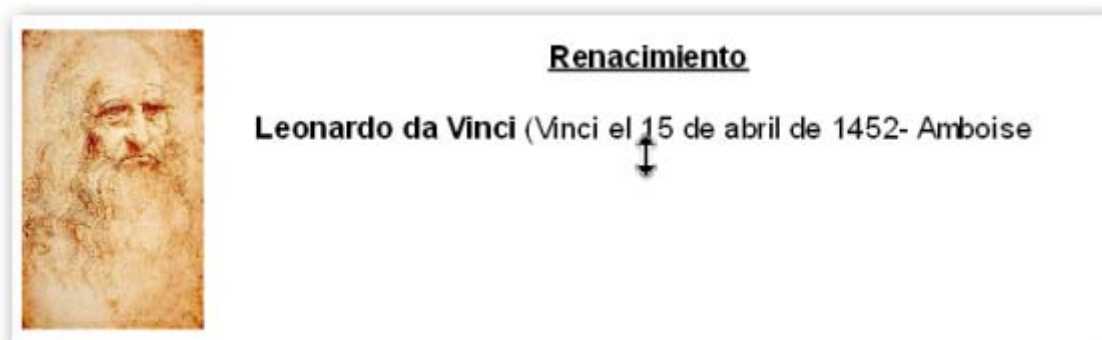 Renacimiento
Leonardo da Vinci (Vinci el 15 de abril de 1452- Amboise